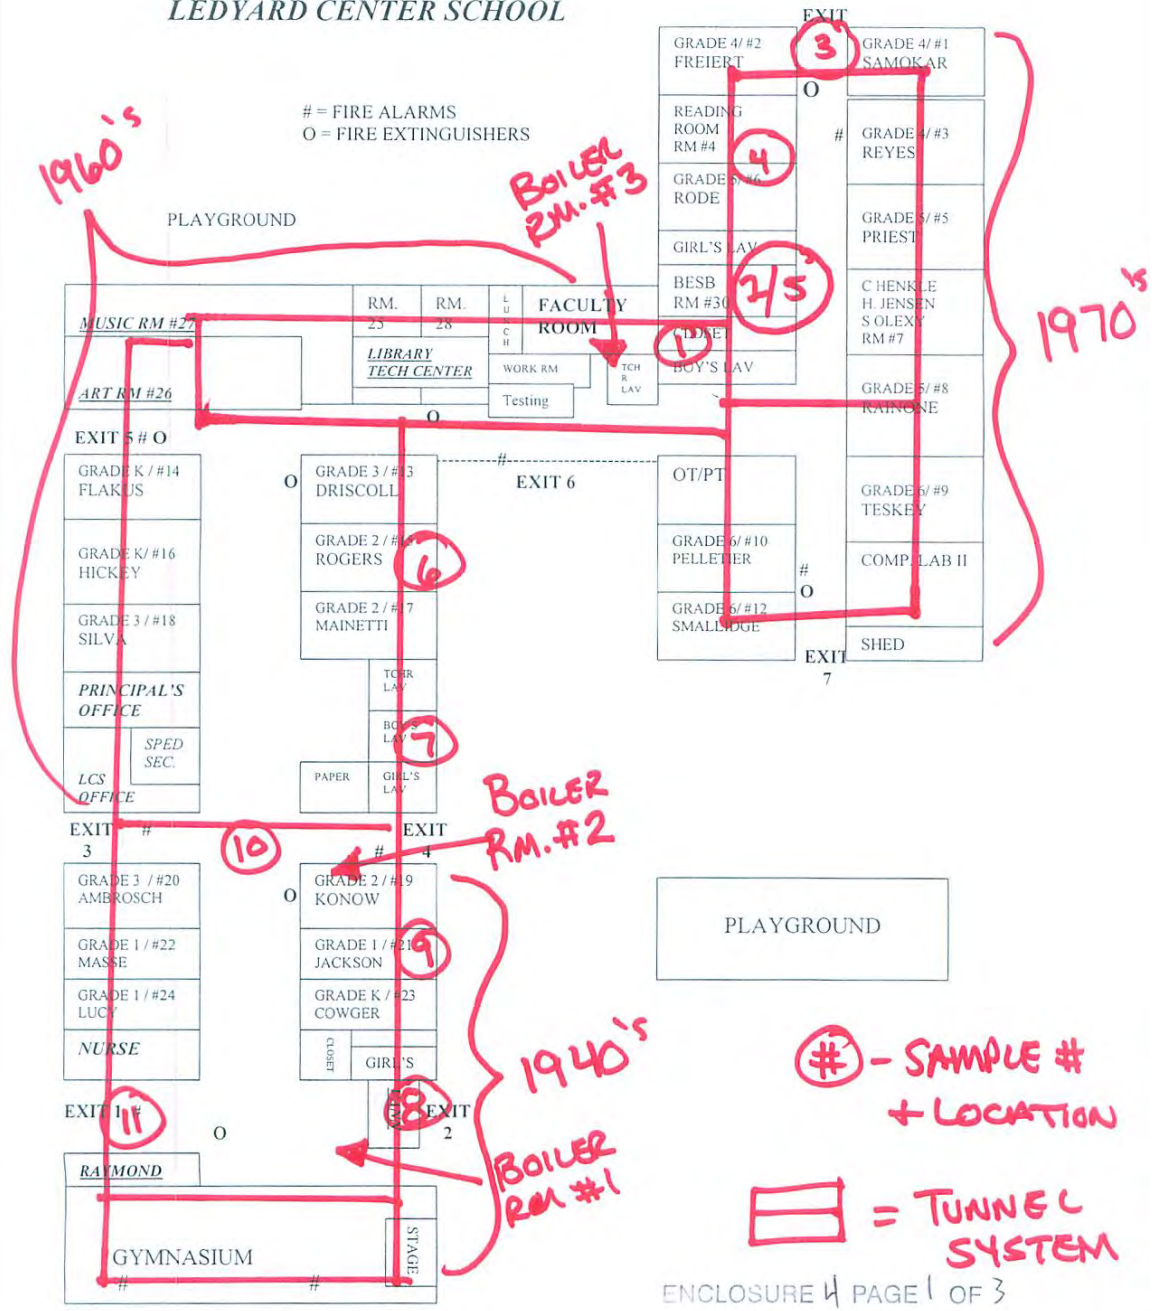 LEDYARD CENTER SCHOOL
# = FIRE ALARMS
O = FIRE EXTINGUISHERS
1960's
PLAYGROUND
BOILER
RM. #3
EXIT
3
O
#
GRADE 4/ #2
FREIERT
READING
ROOM
RM #4
4
GRADE 5/ #6
RODE
GIRL'S LAV
BESB
RM #30
2/5
CLOSET
1
BOY'S LAV
GRADE 4/ #1
SAMOKAR
GRADE 4/ #3
REYES
GRADE 5/ #5
PRIEST
C HENKLE
H. JENSEN
S OLEXY
RM #7
GRADE 5/ #8
RAINONE
GRADE 6/ #9
TESKEY
COMP. LAB II
SHED
1970's
MUSIC RM #27
ART RM #26
RM.
25
RM.
28
LUNCH
FACULTY
ROOM
LIBRARY
TECH CENTER
WORK RM
Testing
TCH
R
LAV
O
EXIT 5 # O
#
EXIT 6
OT/PT
GRADE 6/ #10
PELLETIER
GRADE 6/ #12
SMALLIDGE
#
O
EXIT
7
GRADE K / #14
FLAKUS
GRADE K/ #16
HICKEY
GRADE 3 / #18
SILVA
PRINCIPAL'S
OFFICE
SPED
SEC.
LCS
OFFICE
O
GRADE 3 / #13
DRISCOLL
GRADE 2 / #15
ROGERS
6
GRADE 2 / #17
MAINETTI
TCHR
LAV
BOY'S
LAV
7
PAPER
GIRL'S
LAV
BOILER
RM. #2
EXIT
3
#
10
EXIT
4
#
GRADE 3 / #20
AMBROSCH
GRADE 1 / #22
MASSE
GRADE 1 / #24
LUCY
NURSE
O
GRADE 2 / #19
KONOW
GRADE 1 / #21
JACKSON
9
GRADE K / #23
COWGER
CLOSET
GIRL'S
1940's
PLAYGROUND
EXIT 1 #
11
O
8
EXIT
2
BOILER
RM #1
RAYMOND
GYMNASIUM
STAGE
#
#
# - SAMPLE #
+ LOCATION
= TUNNEL
SYSTEM
ENCLOSURE 4 PAGE 1 OF 3